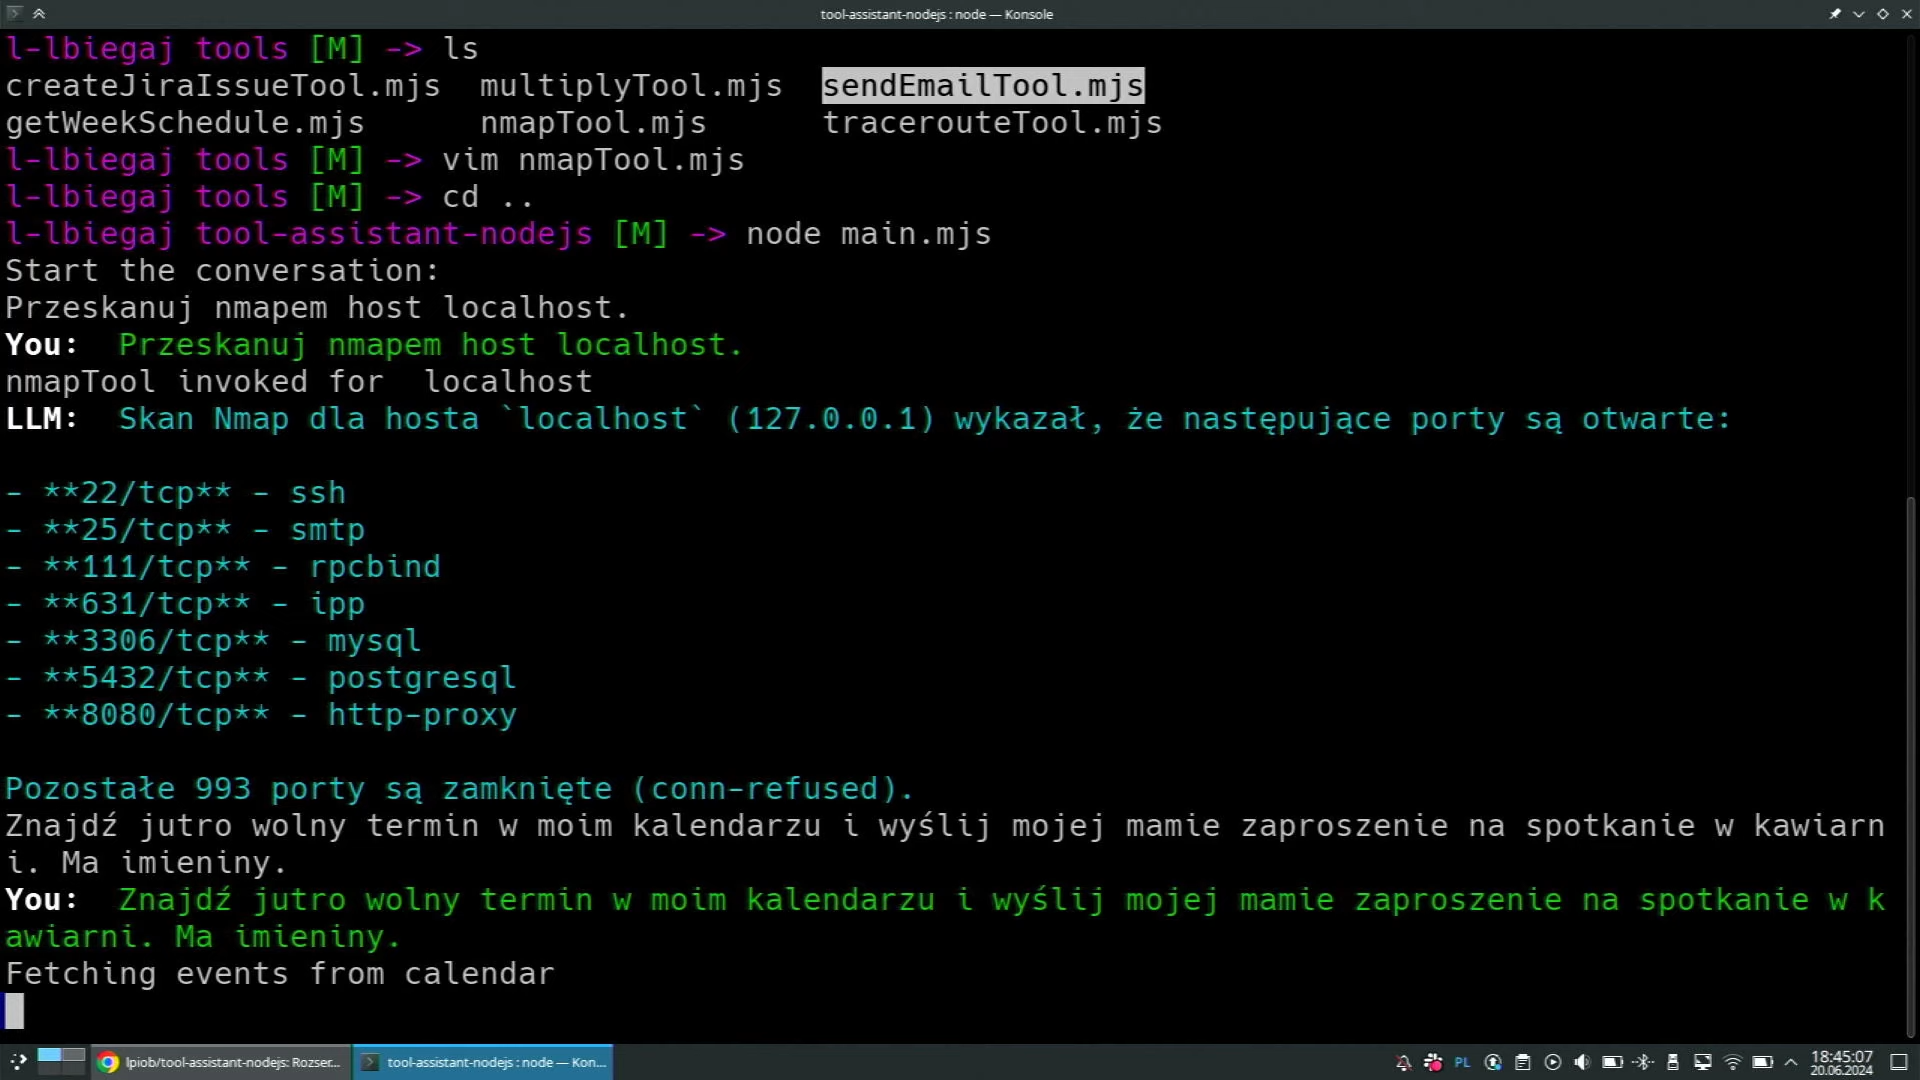 tool-assistant-nodejs : node — Konsole
l-lbiegaj tools [M] -> ls
createJiraIssueTool.mjs  multiplyTool.mjs  sendEmailTool.mjs
getWeekSchedule.mjs  nmapTool.mjs  tracerouteTool.mjs
l-lbiegaj tools [M] -> vim nmapTool.mjs
l-lbiegaj tools [M] -> cd ..
l-lbiegaj tool-assistant-nodejs [M] -> node main.mjs
Start the conversation:
Przeskanuj nmapem host localhost.
You:  Przeskanuj nmapem host localhost.
nmapTool invoked for  localhost
LLM:  Skan Nmap dla hosta `localhost` (127.0.0.1) wykazał, że następujące porty są otwarte:
- **22/tcp** - ssh
- **25/tcp** - smtp
- **111/tcp** - rpcbind
- **631/tcp** - ipp
- **3306/tcp** - mysql
- **5432/tcp** - postgresql
- **8080/tcp** - http-proxy
Pozostałe 993 porty są zamknięte (conn-refused).
Znajdź jutro wolny termin w moim kalendarzu i wyślij mojej mamie zaproszenie na spotkanie w kawiarn
i. Ma imieniny.
You:  Znajdź jutro wolny termin w moim kalendarzu i wyślij mojej mamie zaproszenie na spotkanie w k
awiarni. Ma imieniny.
Fetching events from calendar
lpiob/tool-assistant-nodejs: Rozser...
tool-assistant-nodejs : node — Kon...
PL
18:45:07
20.06.2024